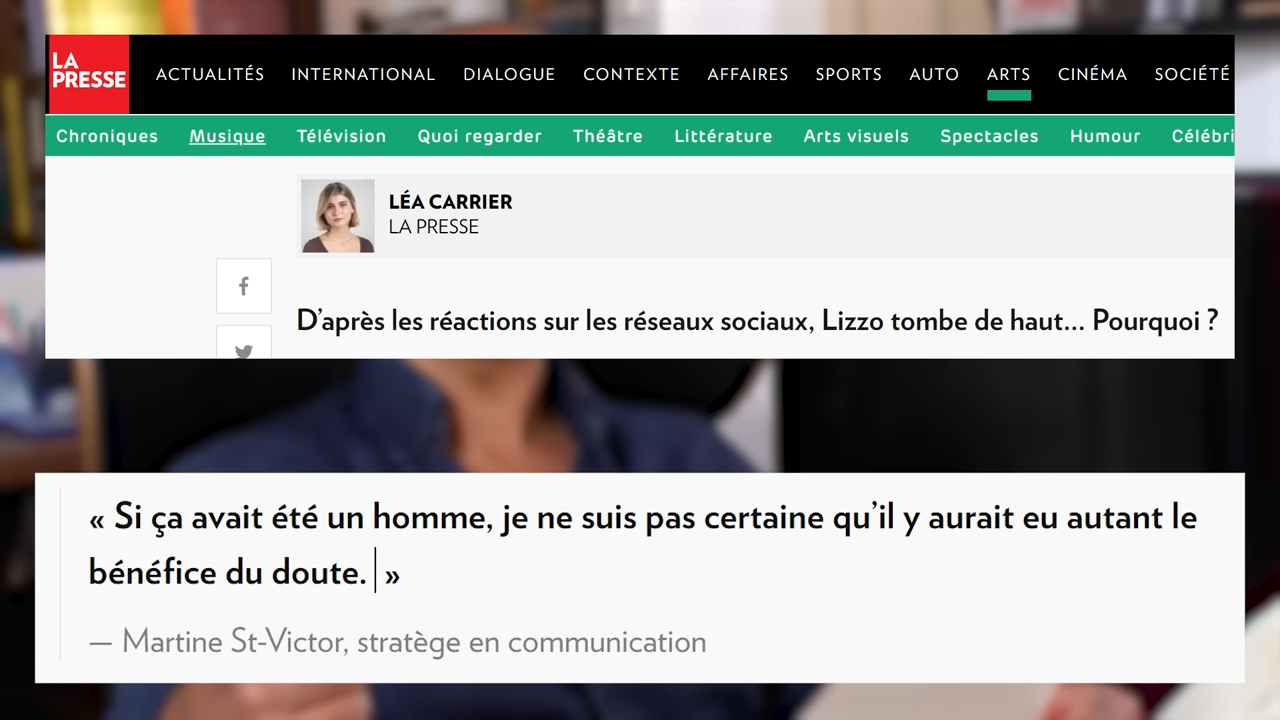 LA
PRESSE
ACTUALITÉS INTERNATIONAL DIALOGUE CONTEXTE AFFAIRES SPORTS AUTO ARTS CINÉMA SOCIÉTÉ
Chroniques Musique Télévision Quoi regarder Théâtre Littérature Arts visuels Spectacles Humour Célébri
LÉA CARRIER
LA PRESSE
D’après les réactions sur les réseaux sociaux, Lizzo tombe de haut… Pourquoi ?
« Si ça avait été un homme, je ne suis pas certaine qu’il y aurait eu autant le
bénéfice du doute. »
— Martine St-Victor, stratège en communication